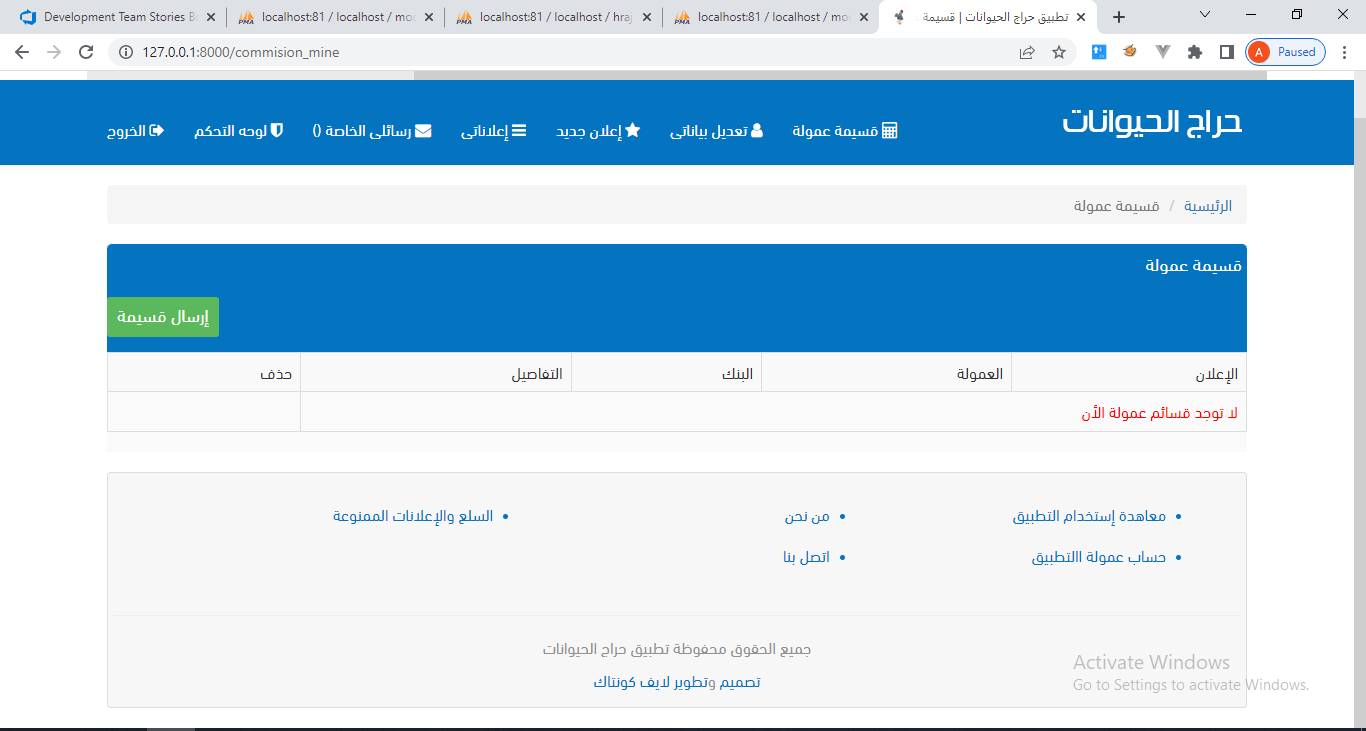 Development Team Stories B
localhost:81 / localhost / moo
localhost:81 / localhost / hraj
localhost:81 / localhost / mo
تطبيق حراج الحيوانات | قسيمة
127.0.0.1:8000/commision_mine
A Paused
حراج الحيوانات
قسيمة عمولة
تعديل بياناتى
إعلان جديد
إعلاناتى
رسائلى الخاصة ()
لوحه التحكم
الخروج
الرئيسية / قسيمة عمولة
قسيمة عمولة
إرسال قسيمة
الإعلان العمولة البنك التفاصيل حذف
لا توجد قسائم عمولة الأن
معاهدة إستخدام التطبيق
حساب عمولة االتطبيق
من نحن
اتصل بنا
السلع والإعلانات الممنوعة
جميع الحقوق محفوظة تطبيق حراج الحيوانات
تصميم وتطوير لايف كونتاك
Activate Windows
Go to Settings to activate Windows.